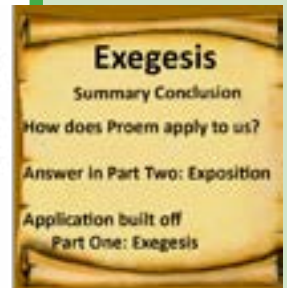 Exegesis
Summary Conclusion
How does Proem apply to us?
Answer in Part Two: Exposition
Application built off
Part One: Exegesis